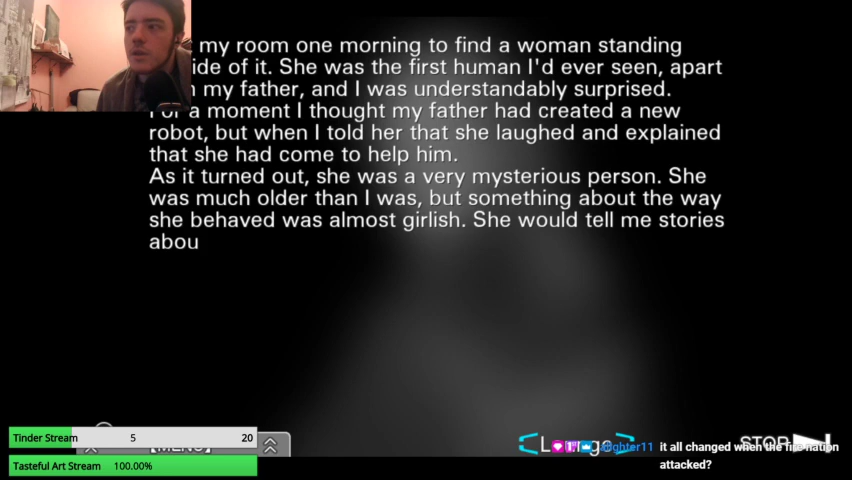 my room one morning to find a woman standing
ide of it. She was the first human I'd ever seen, apart
my father, and I was understandably surprised.
For a moment I thought my father had created a new
robot, but when I told her that she laughed and explained
that she had come to help him.
As it turned out, she was a very mysterious person. She
was much older than I was, but something about the way
she behaved was almost girlish. She would tell me stories
abou
Tinder Stream 5 20
Tasteful Art Stream 100.00%
[MENU]
it all changed when the fire nation
attacked?
STOP